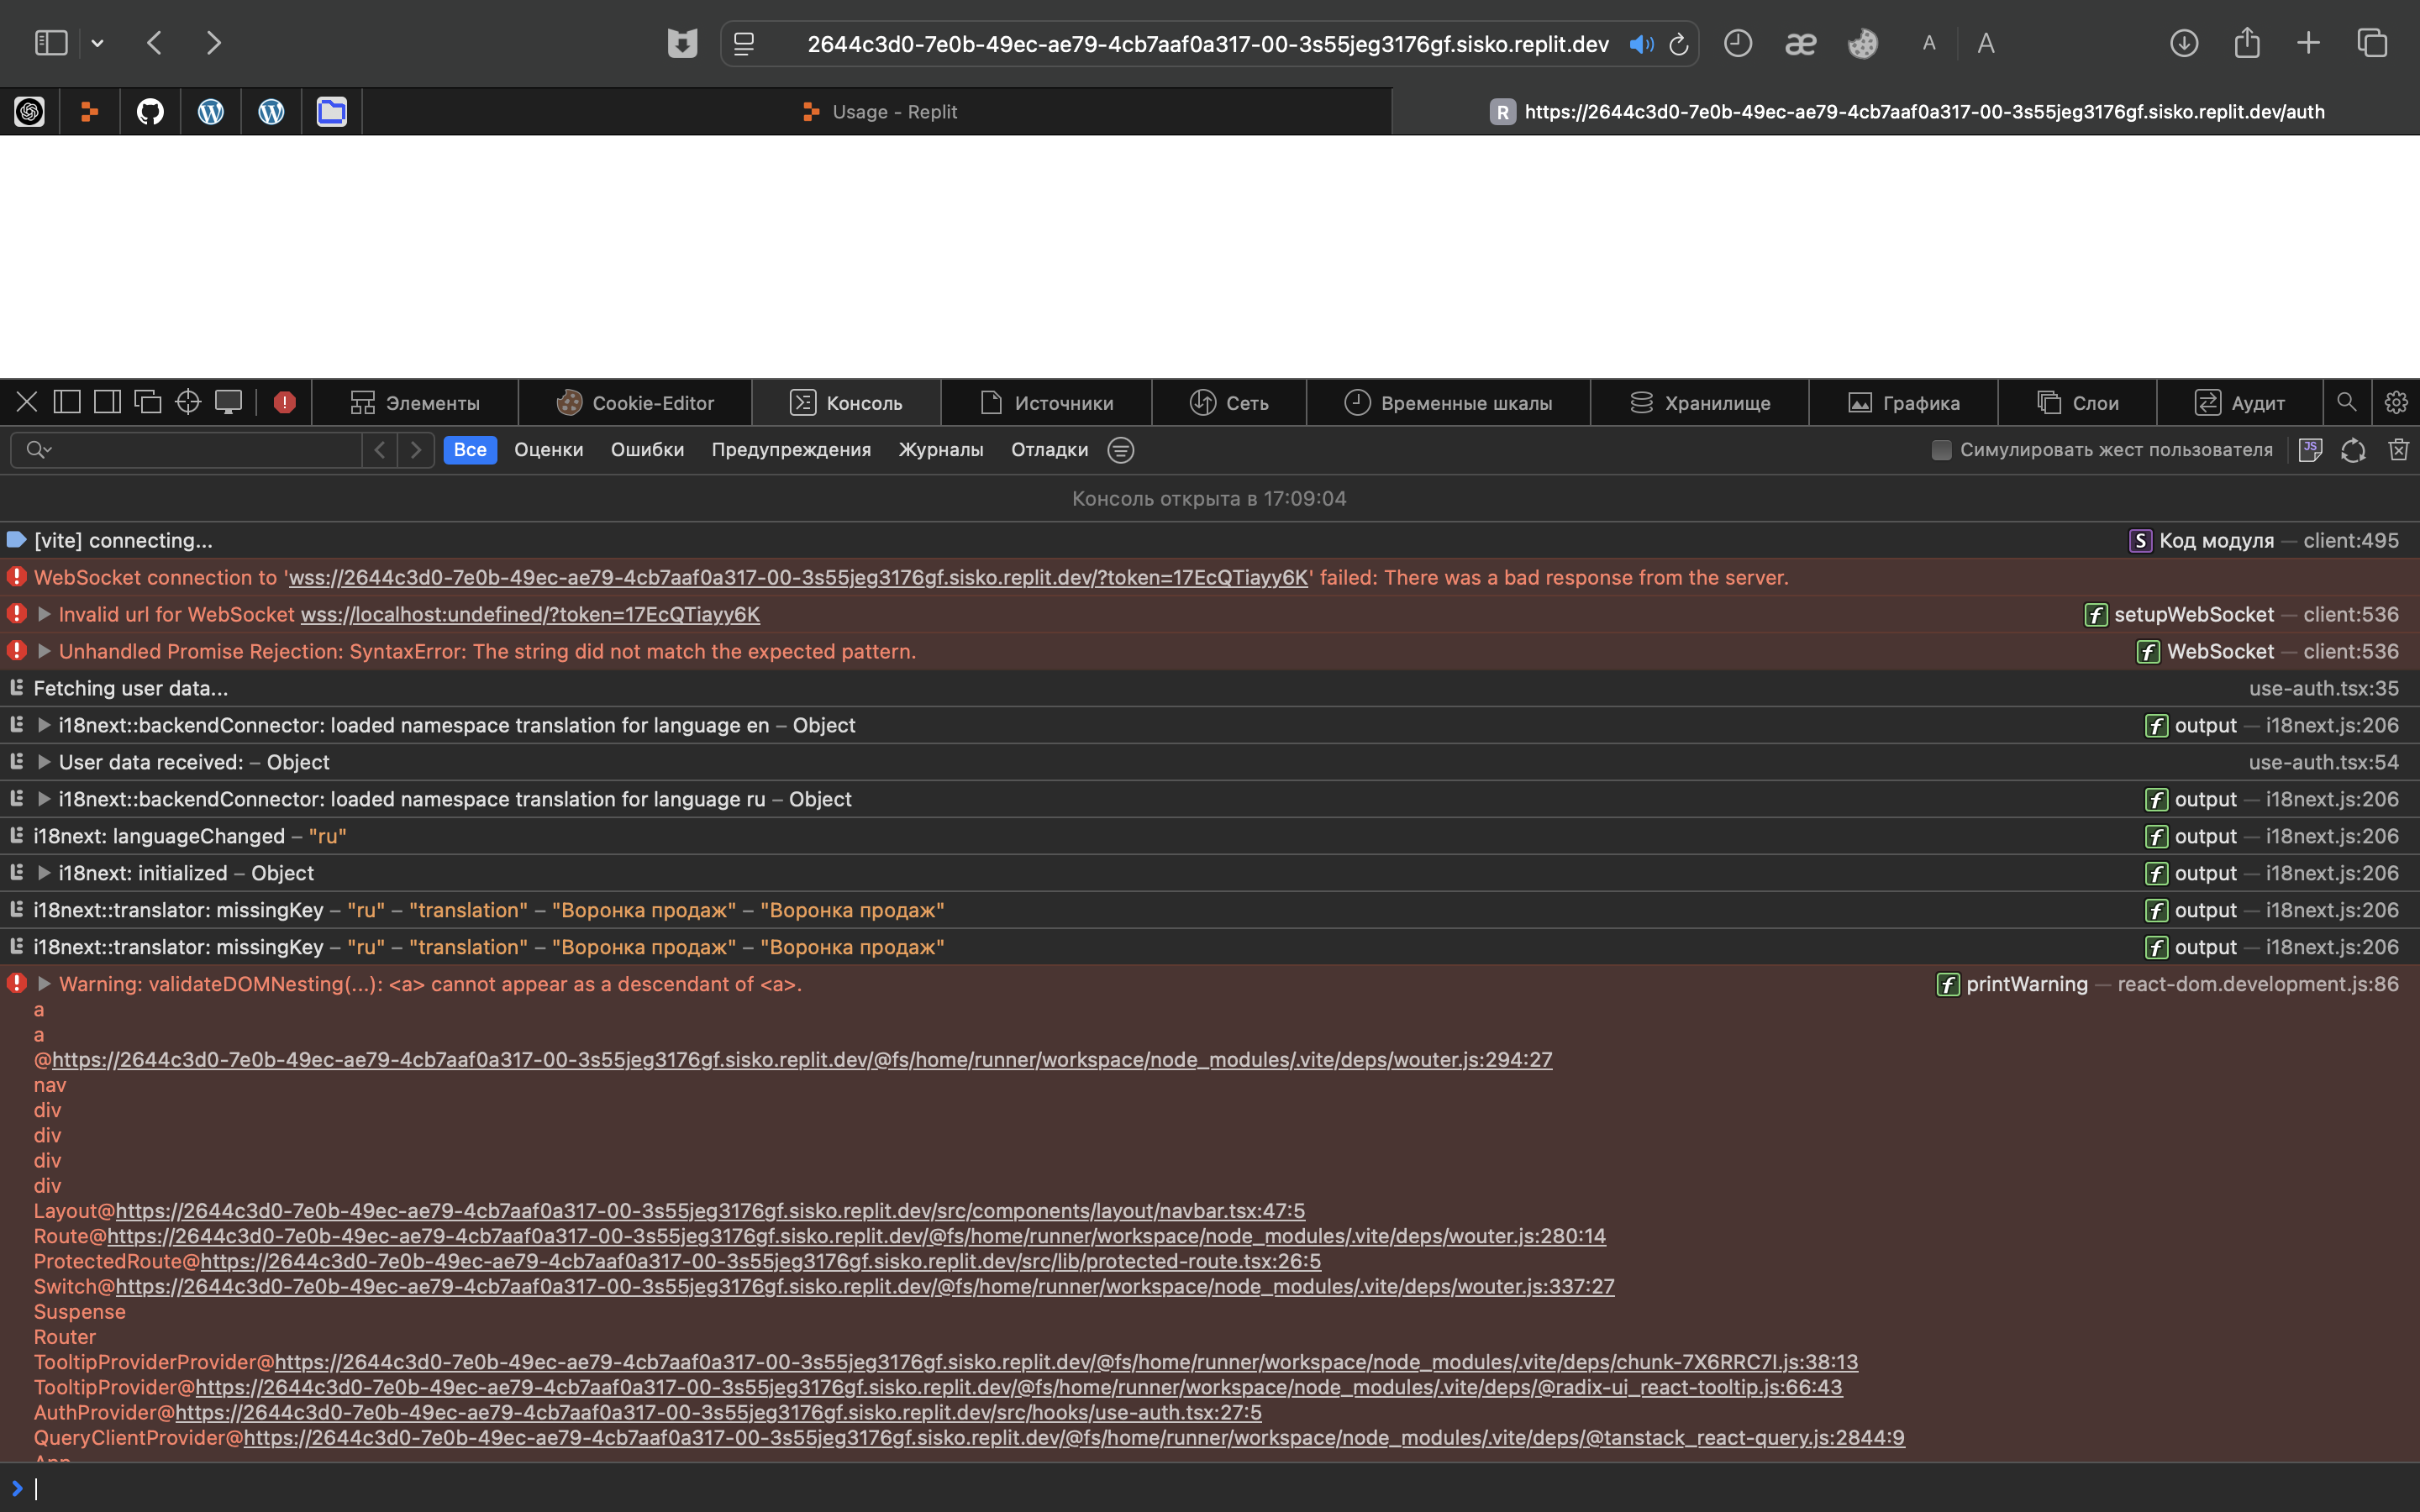 2644c3d0-7e0b-49ec-ae79-4cb7aaf0a317-00-3s55jeg3176gf.sisko.replit.dev
æ
A
A
Usage - Replit
R
https://2644c3d0-7e0b-49ec-ae79-4cb7aaf0a317-00-3s55jeg3176gf.sisko.replit.dev/auth
Элементы
Cookie-Editor
Консоль
Источники
Сеть
Временные шкалы
Хранилище
Графика
Слои
Аудит
Все
Оценки
Ошибки
Предупреждения
Журналы
Отладки
Симулировать жест пользователя
JS
Консоль открыта в 17:09:04
[vite] connecting...
S Код модуля — client:495
WebSocket connection to 'wss://2644c3d0-7e0b-49ec-ae79-4cb7aaf0a317-00-3s55jeg3176gf.sisko.replit.dev/?token=17EcQTiayy6K' failed: There was a bad response from the server.
Invalid url for WebSocket wss://localhost:undefined/?token=17EcQTiayy6K
f setupWebSocket — client:536
Unhandled Promise Rejection: SyntaxError: The string did not match the expected pattern.
f WebSocket — client:536
Fetching user data...
use-auth.tsx:35
i18next::backendConnector: loaded namespace translation for language en – Object
f output — i18next.js:206
User data received: – Object
use-auth.tsx:54
i18next::backendConnector: loaded namespace translation for language ru – Object
f output — i18next.js:206
i18next: languageChanged – "ru"
f output — i18next.js:206
i18next: initialized – Object
f output — i18next.js:206
i18next::translator: missingKey – "ru" – "translation" – "Воронка продаж" – "Воронка продаж"
f output — i18next.js:206
i18next::translator: missingKey – "ru" – "translation" – "Воронка продаж" – "Воронка продаж"
f output — i18next.js:206
Warning: validateDOMNesting(...): <a> cannot appear as a descendant of <a>.
f printWarning — react-dom.development.js:86
a
a
@https://2644c3d0-7e0b-49ec-ae79-4cb7aaf0a317-00-3s55jeg3176gf.sisko.replit.dev/@fs/home/runner/workspace/node_modules/.vite/deps/wouter.js:294:27
nav
div
div
div
div
Layout@https://2644c3d0-7e0b-49ec-ae79-4cb7aaf0a317-00-3s55jeg3176gf.sisko.replit.dev/src/components/layout/navbar.tsx:47:5
Route@https://2644c3d0-7e0b-49ec-ae79-4cb7aaf0a317-00-3s55jeg3176gf.sisko.replit.dev/@fs/home/runner/workspace/node_modules/.vite/deps/wouter.js:280:14
ProtectedRoute@https://2644c3d0-7e0b-49ec-ae79-4cb7aaf0a317-00-3s55jeg3176gf.sisko.replit.dev/src/lib/protected-route.tsx:26:5
Switch@https://2644c3d0-7e0b-49ec-ae79-4cb7aaf0a317-00-3s55jeg3176gf.sisko.replit.dev/@fs/home/runner/workspace/node_modules/.vite/deps/wouter.js:337:27
Suspense
Router
TooltipProviderProvider@https://2644c3d0-7e0b-49ec-ae79-4cb7aaf0a317-00-3s55jeg3176gf.sisko.replit.dev/@fs/home/runner/workspace/node_modules/.vite/deps/chunk-7X6RRC7I.js:38:13
TooltipProvider@https://2644c3d0-7e0b-49ec-ae79-4cb7aaf0a317-00-3s55jeg3176gf.sisko.replit.dev/@fs/home/runner/workspace/node_modules/.vite/deps/@radix-ui_react-tooltip.js:66:43
AuthProvider@https://2644c3d0-7e0b-49ec-ae79-4cb7aaf0a317-00-3s55jeg3176gf.sisko.replit.dev/src/hooks/use-auth.tsx:27:5
QueryClientProvider@https://2644c3d0-7e0b-49ec-ae79-4cb7aaf0a317-00-3s55jeg3176gf.sisko.replit.dev/@fs/home/runner/workspace/node_modules/.vite/deps/@tanstack_react-query.js:2844:9